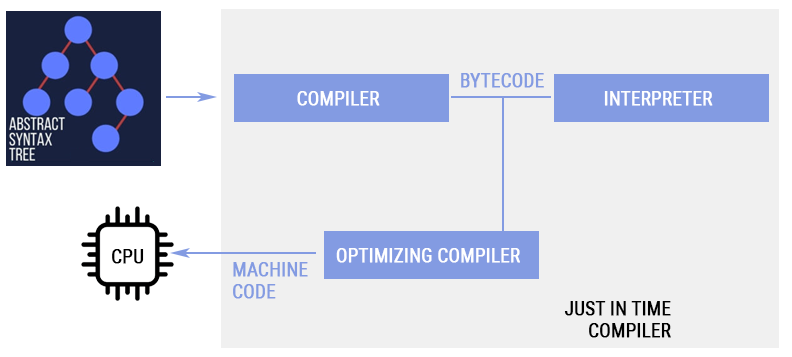 ABSTRACT
SYNTAX
TREE
COMPILER
BYTECODE
INTERPRETER
CPU
MACHINE
CODE
OPTIMIZING COMPILER
JUST IN TIME
COMPILER